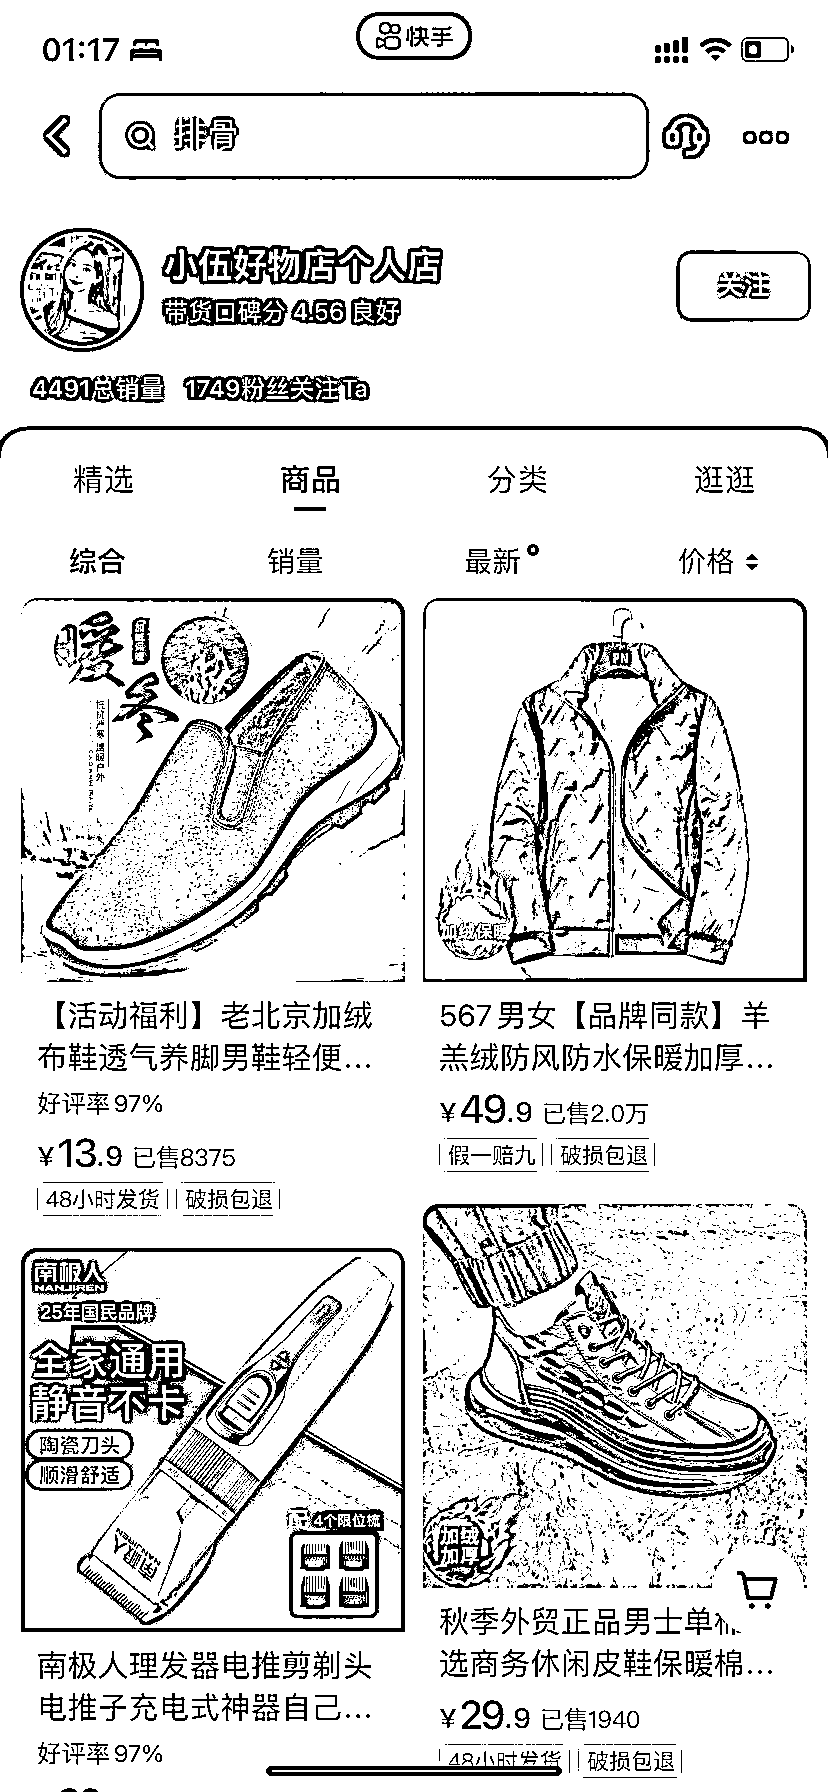 01:17
快手
排骨
小伍好物店个人店
关注
带货口碑分 4.56 良好
4491总销量 1749粉丝关注Ta
精选 商品 分类 逛逛
综合 销量 最新 价格
暖
冬
【活动福利】老北京加绒
布鞋透气养脚男鞋轻便...
好评率97%
¥13.9 已售8375
48小时发货 破损包退
PN
加绒保暖
567男女【品牌同款】羊
羔绒防风防水保暖加厚...
¥49.9 已售2.0万
假一赔九 破损包退
南极人
NANJIREN
25年国民品牌
全家通用
静音不卡
陶瓷刀头
顺滑舒适
南极人
配4个限位梳
南极人理发器电推剪剃头
电推子充电式神器自己...
好评率97%
加绒
加厚
秋季外贸正品男士单
选商务休闲皮鞋保暖棉...
¥29.9 已售1940
48小时发货 破损包退